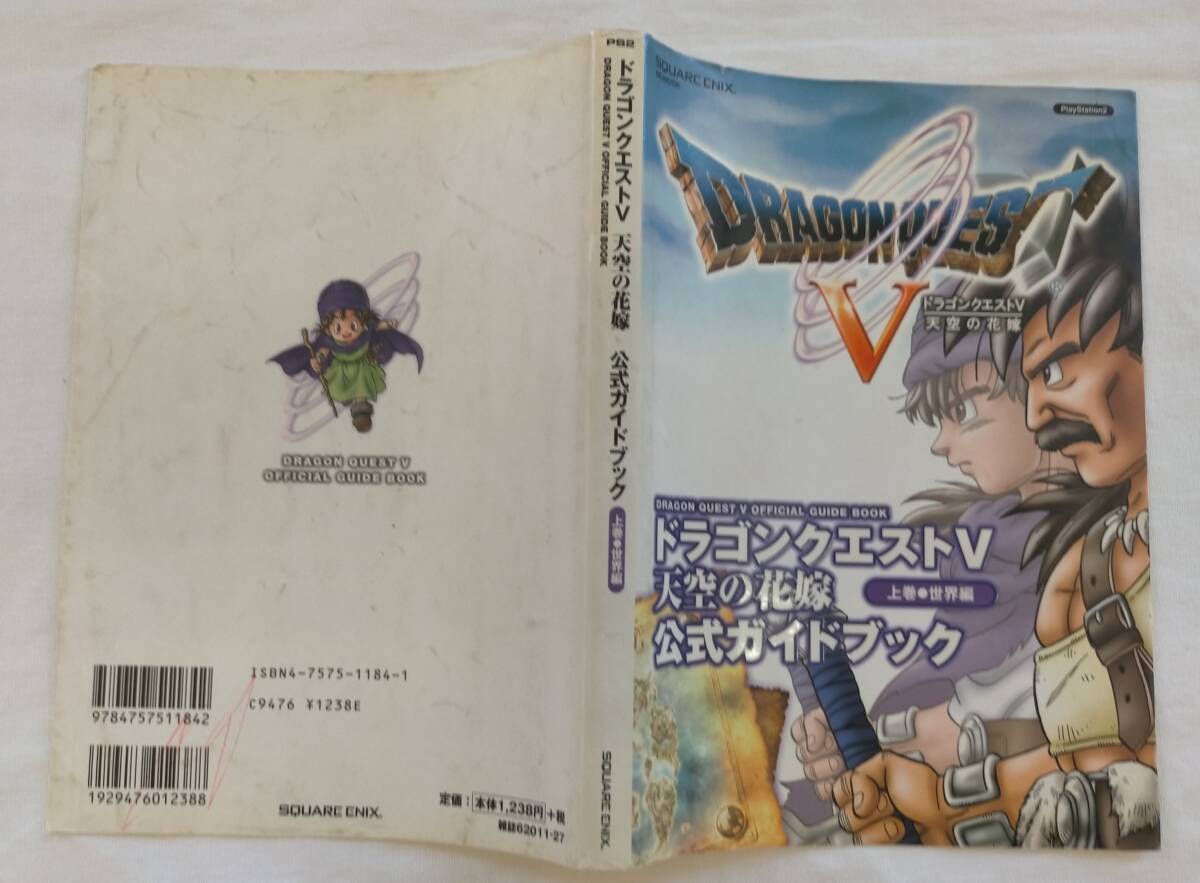 SQUARE ENIX.
PlayStation2
DRAGON QUEST
V
ドラゴンクエストV
天空の花嫁
DRAGON QUEST V OFFICIAL GUIDE BOOK
ドラゴンクエストV
天空の花嫁
上巻●世界編
公式ガイドブック
PS2
ドラゴンクエストV 天空の花嫁 公式ガイドブック
DRAGON QUEST V OFFICIAL GUIDE BOOK
上巻●世界編
SQUARE ENIX.
DRAGON QUEST V
OFFICIAL GUIDE BOOK
ISBN4-7575-1184-1
C9476 ¥1238E
9784757511842
1929476012388
SQUARE ENIX.
定価：本体1,238円+税
雑誌62011-27